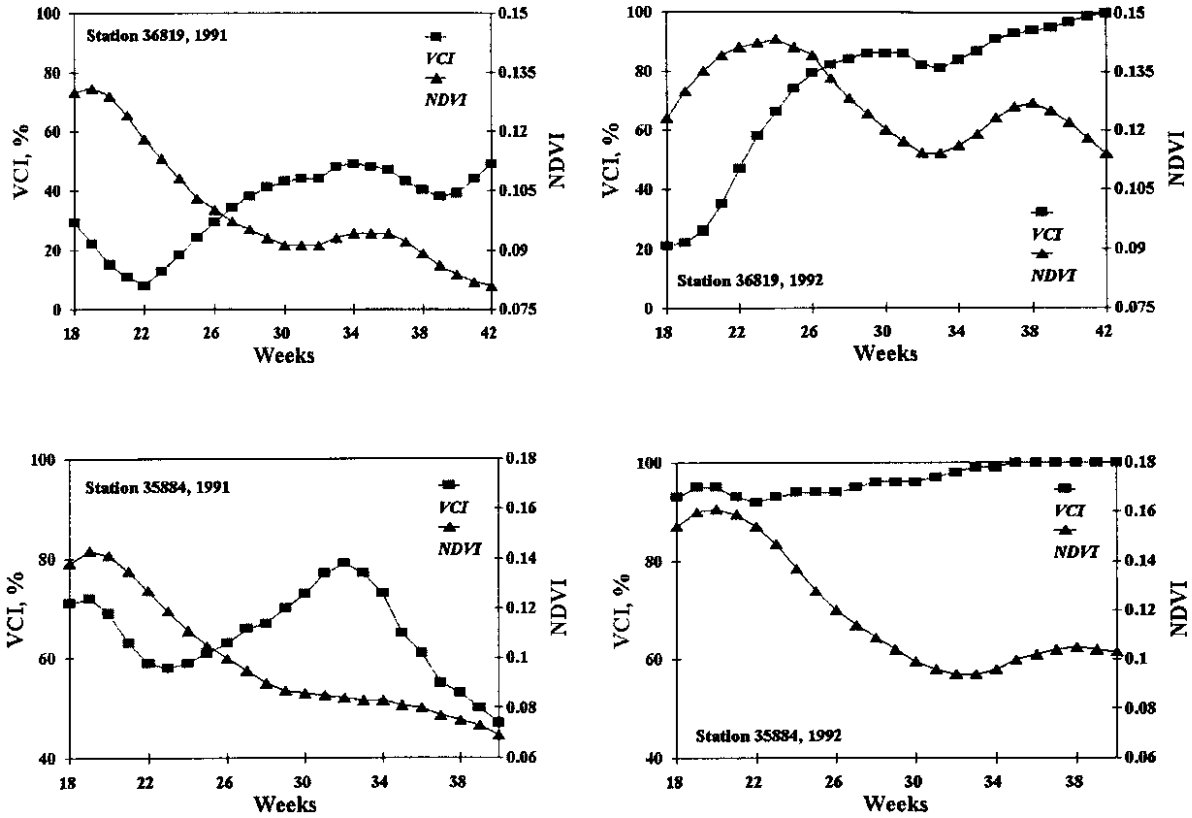 100
80
60
40
20
0
VCI, %
Station 36819, 1991
VCI
NDVI
0.15
0.135
0.12
0.105
0.09
0.075
NDVI
18 22 26 30 34 38 42
Weeks
100
80
60
40
20
0
VCI, %
VCI
NDVI
Station 36819, 1992
0.15
0.135
0.12
0.105
0.09
0.075
NDVI
18 22 26 30 34 38 42
Weeks
100
80
60
40
VCI, %
Station 35884, 1991
VCI
NDVI
0.18
0.16
0.14
0.12
0.1
0.08
0.06
NDVI
18 22 26 30 34 38
Weeks
100
80
60
40
VCI, %
VCI
NDVI
Station 35884, 1992
0.18
0.16
0.14
0.12
0.1
0.08
0.06
NDVI
18 22 26 30 34 38
Weeks